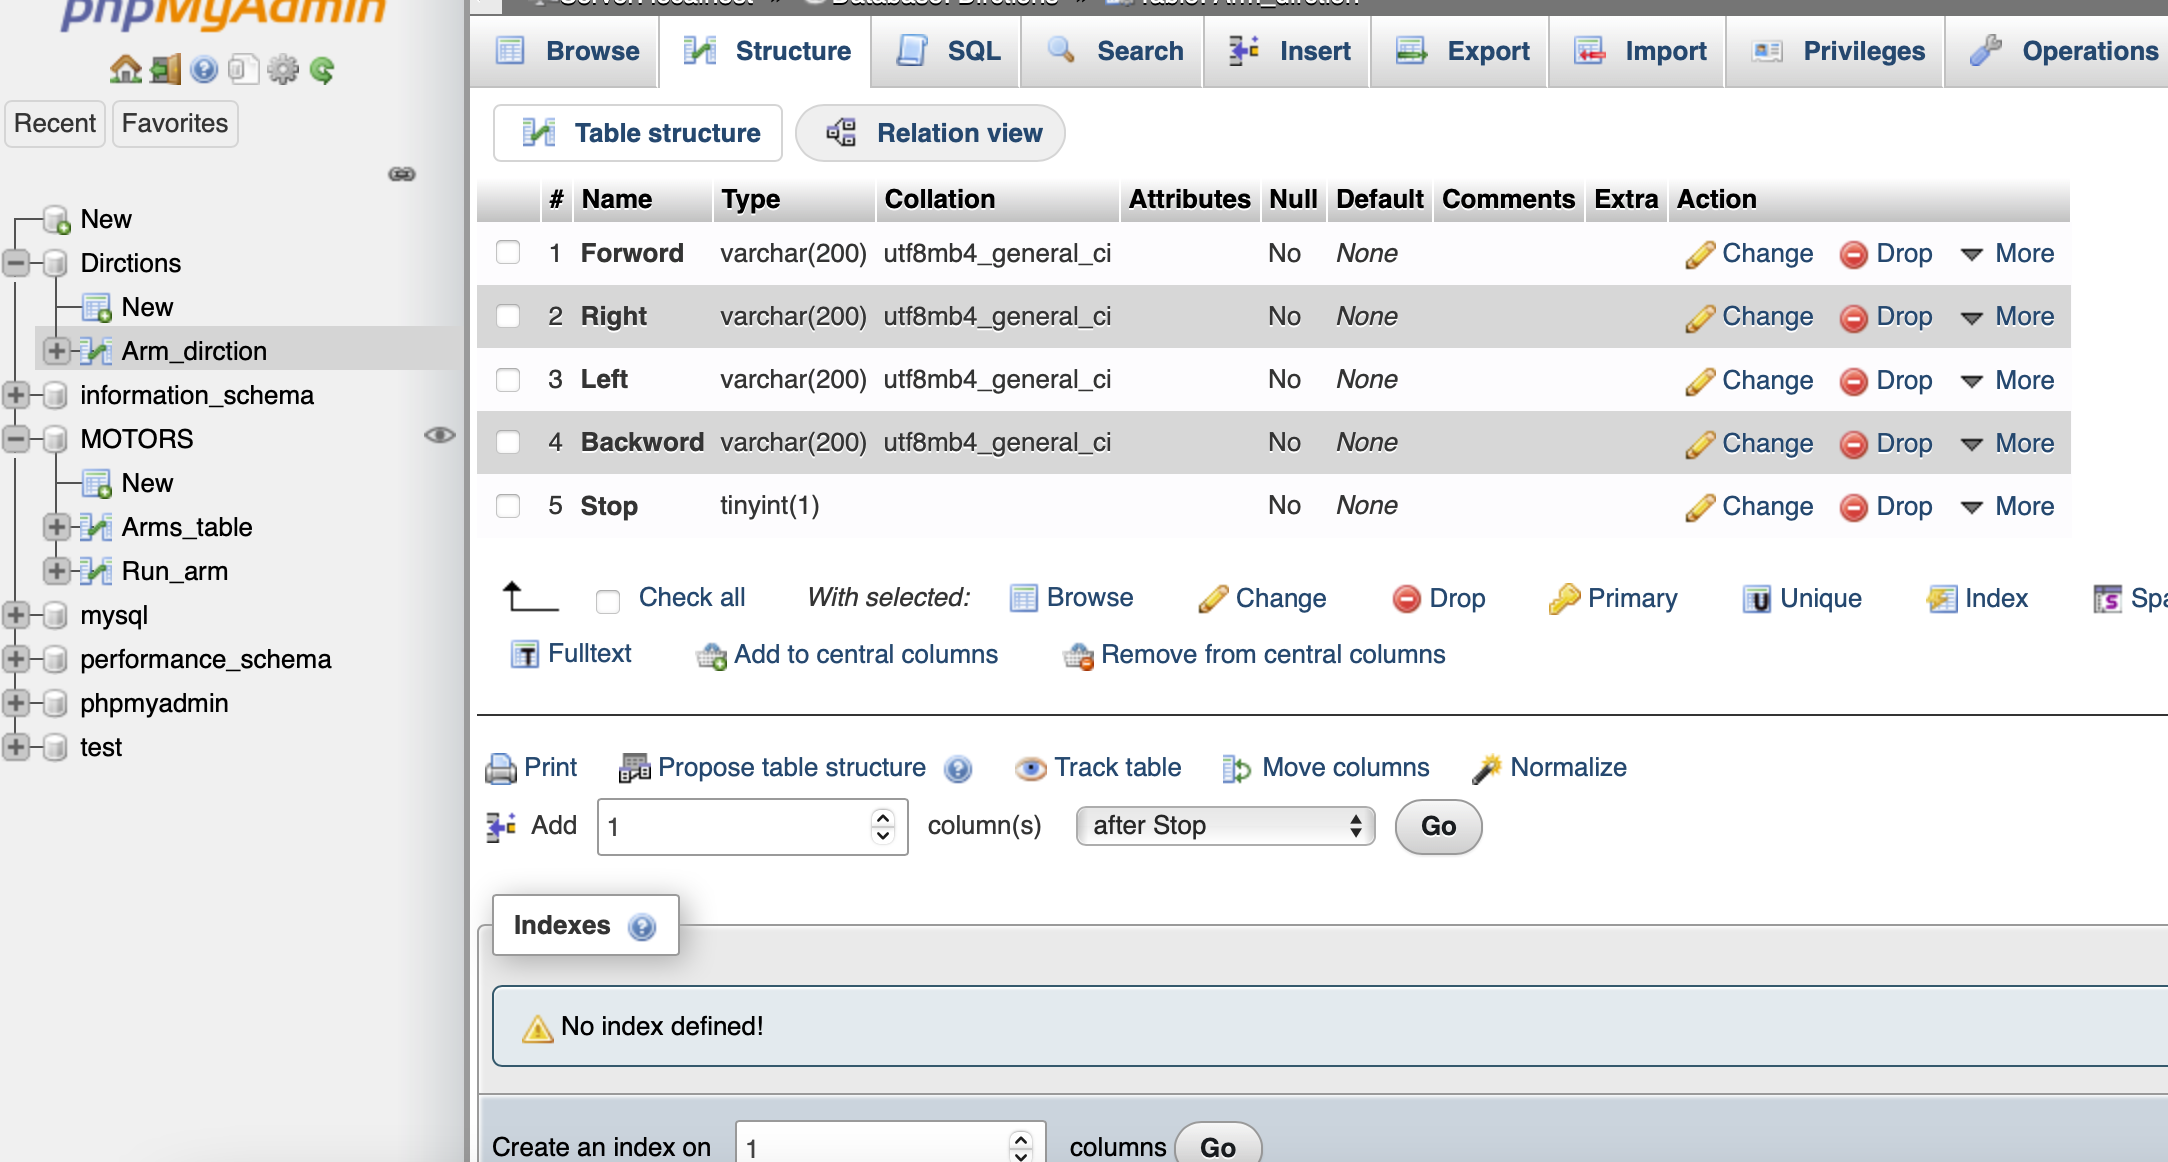 phpMyAdmin
Recent Favorites
New
Dirctions
New
Arm_dirction
information_schema
MOTORS
New
Arms_table
Run_arm
mysql
performance_schema
phpmyadmin
test
Server: localhost » Database: Dirctions » Table: Arm_dirction
Browse Structure SQL Search Insert Export Import Privileges Operations
Table structure Relation view
# Name Type Collation Attributes Null Default Comments Extra Action
1 Forword varchar(200) utf8mb4_general_ci No None Change Drop More
2 Right varchar(200) utf8mb4_general_ci No None Change Drop More
3 Left varchar(200) utf8mb4_general_ci No None Change Drop More
4 Backword varchar(200) utf8mb4_general_ci No None Change Drop More
5 Stop tinyint(1) No None Change Drop More
Check all With selected: Browse Change Drop Primary Unique Index Spa
Fulltext Add to central columns Remove from central columns
Print Propose table structure Track table Move columns Normalize
Add 1 column(s) after Stop Go
Indexes
No index defined!
Create an index on 1 columns Go